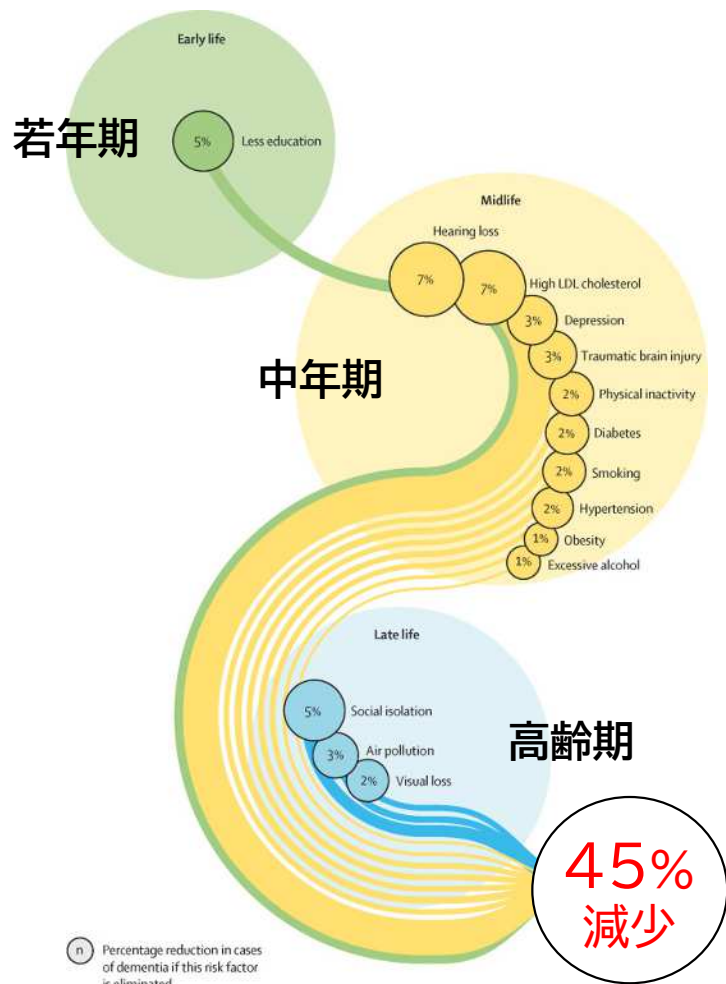 Early life
若年期
5%
Less education
Midlife
Hearing loss
7%
7%
High LDL cholesterol
3%
Depression
3%
Traumatic brain injury
中年期
2%
Physical inactivity
2%
Diabetes
2%
Smoking
2%
Hypertension
1%
Obesity
1%
Excessive alcohol
Late life
5%
Social isolation
高齢期
3%
Air pollution
2%
Visual loss
45%
減少
n
Percentage reduction in cases
of dementia if this risk factor
is eliminated